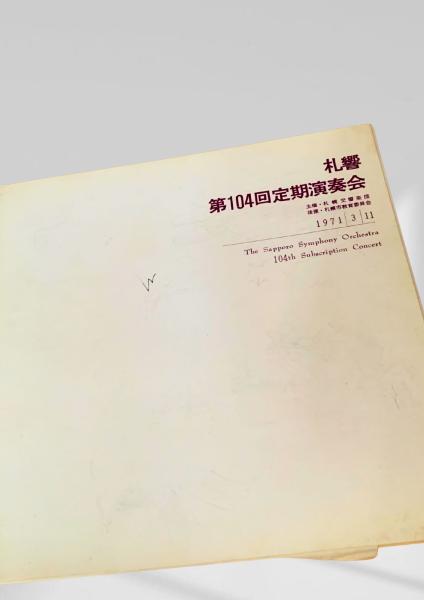 札響
第104回定期演奏会
主催・札幌交響楽団
後援・札幌市教育委員会
1971 3 11
The Sapporo Symphony Orchestra
104th Subscription Concert